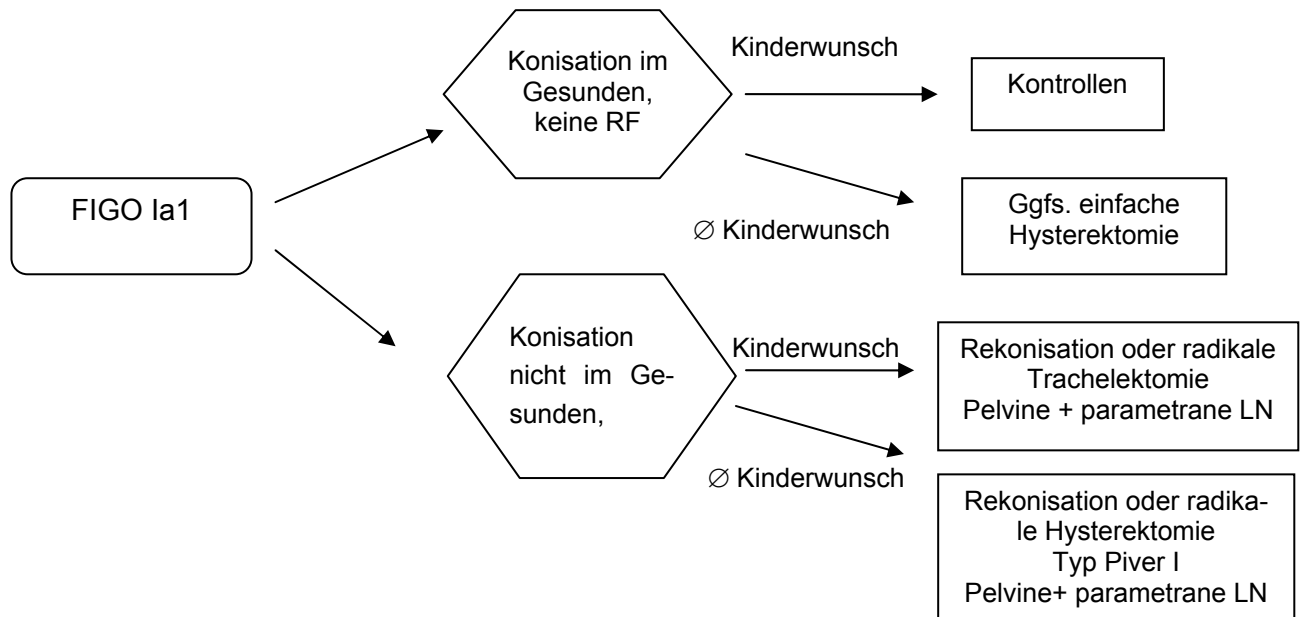 FIGO Ia1
Konisation im
Gesunden,
keine RF
Kinderwunsch
Kontrollen
∅ Kinderwunsch
Ggfs. einfache
Hysterektomie
Konisation
nicht im Ge-
sunden,
Kinderwunsch
Rekonisation oder radikale
Trachelektomie
Pelvine + parametrane LN
∅ Kinderwunsch
Rekonisation oder radika-
le Hysterektomie
Typ Piver I
Pelvine+ parametrane LN